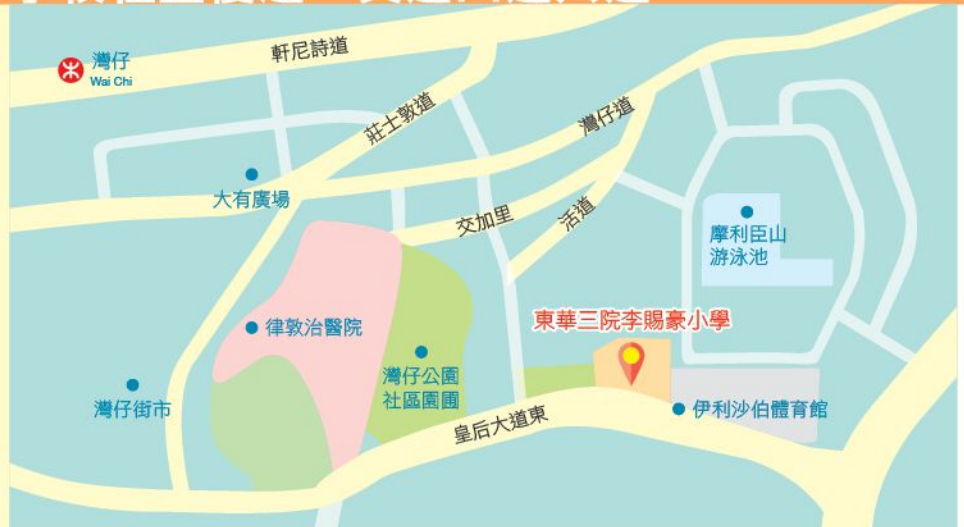 軒尼詩道
灣仔
Wai Chi
莊士敦道
灣仔道
大有廣場
交加里
活道
摩利臣山
游泳池
東華三院李賜豪小學
律敦治醫院
灣仔公園
社區園圃
灣仔街市
伊利沙伯體育館
皇后大道東